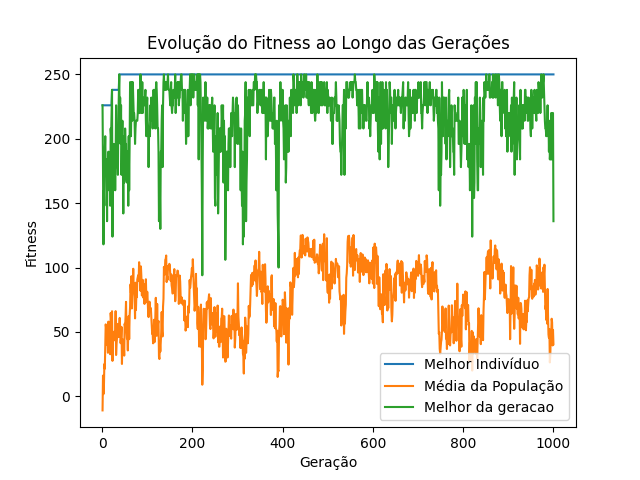 Evolução do Fitness ao Longo das Gerações
250
200
150
100
50
0
Fitness
0
200
400
600
800
1000
Geração
Melhor Indivíduo
Média da População
Melhor da geracao